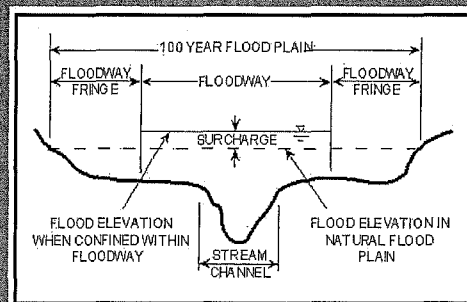 100 YEAR FLOOD PLAIN
FLOODWAY
FRINGE
FLOODWAY
FLOODWAY
FRINGE
SURCHARGE
FLOOD ELEVATION
WHEN CONFINED WITHIN
FLOODWAY
STREAM
CHANNEL
FLOOD ELEVATION IN
NATURAL FLOOD
PLAIN